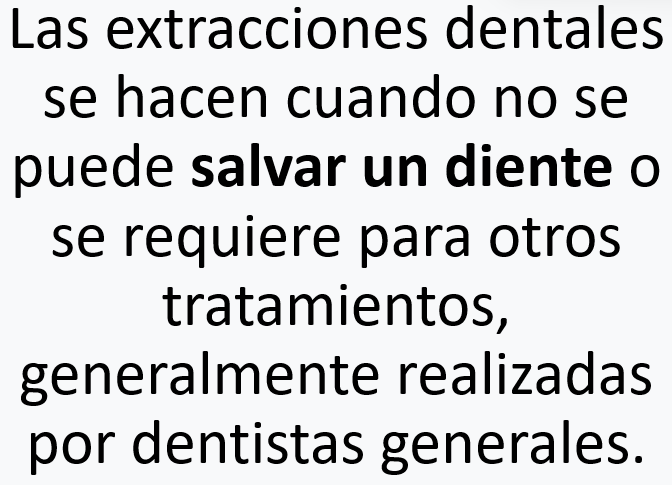 Las extracciones dentales
se hacen cuando no se
puede salvar un diente o
se requiere para otros
tratamientos,
generalmente realizadas
por dentistas generales.